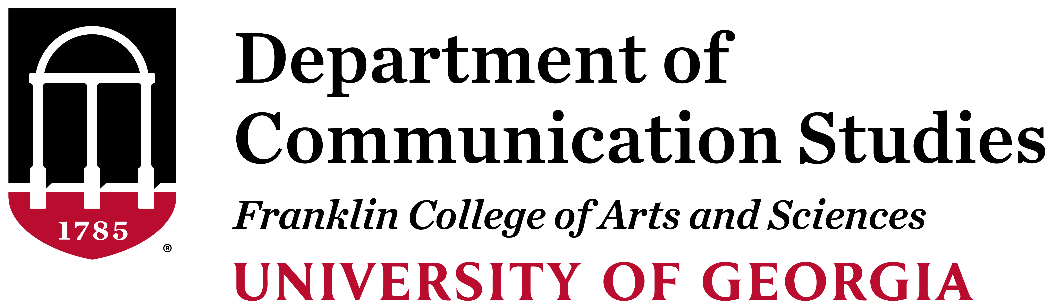 Department of
Communication Studies
Franklin College of Arts and Sciences
UNIVERSITY OF GEORGIA
1785
®